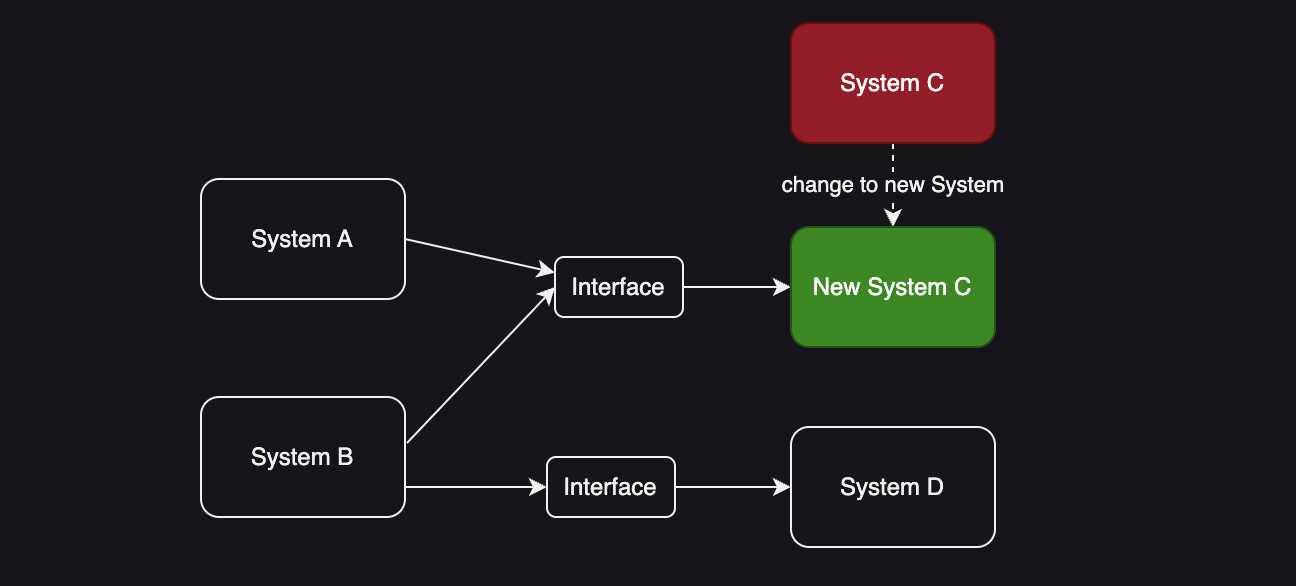 System C
change to new System
System A
Interface
New System C
System B
Interface
System D